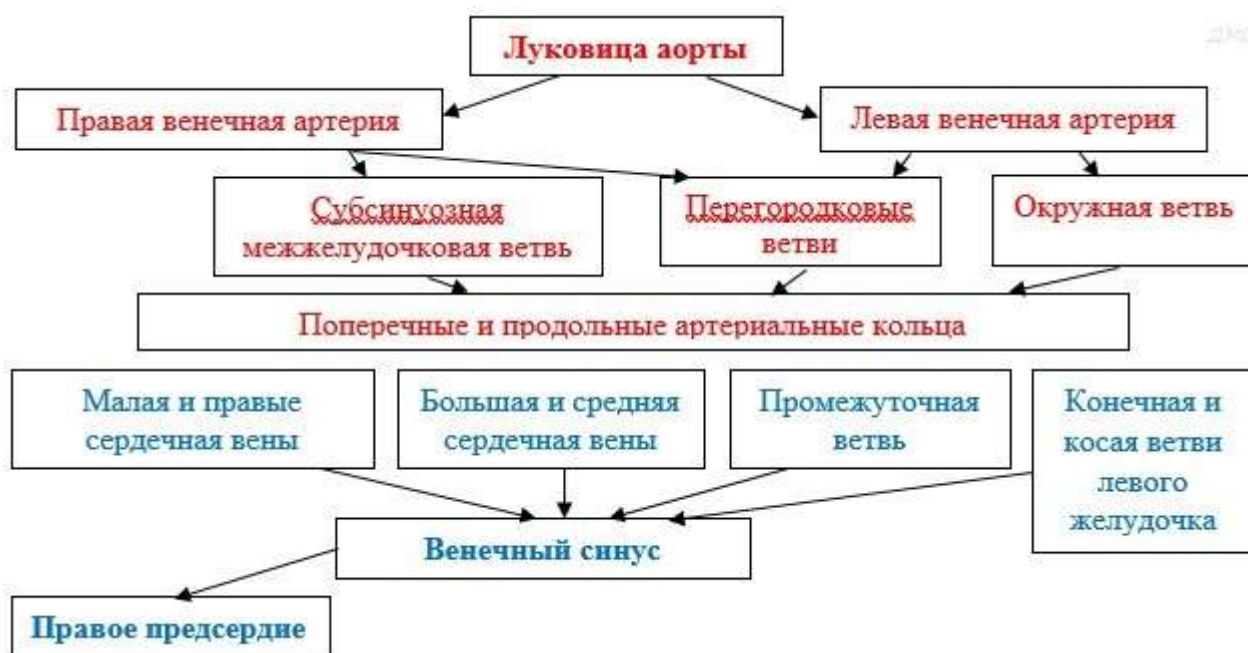 Луковица аорты
Правая венечная артерия
Левая венечная артерия
Субсинуозная
межжелудочковая ветвь
Перегородковые
ветви
Окружная ветвь
Поперечные и продольные артериальные кольца
Малая и правые
сердечная вены
Большая и средняя
сердечная вены
Промежуточная
ветвь
Конечная и
косая ветви
левого
желудочка
Венечный синус
Правое предсердие